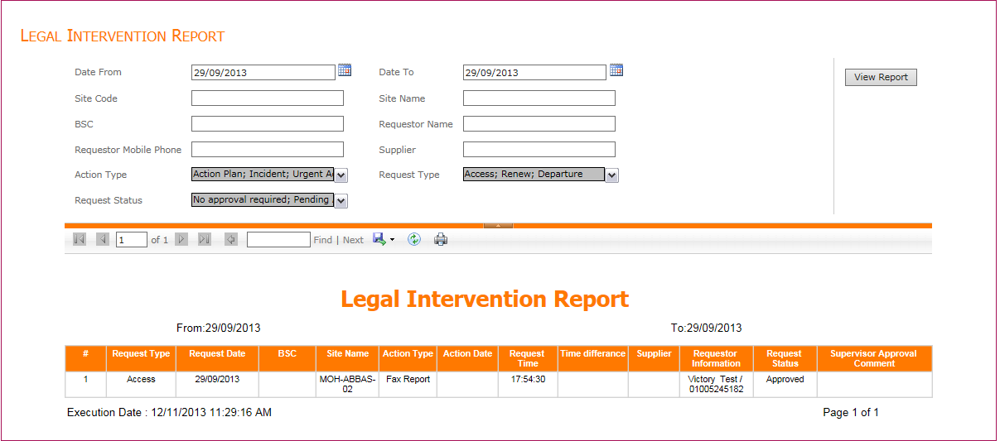 LEGAL INTERVENTION REPORT
Date From 29/09/2013 Date To 29/09/2013 View Report
Site Code Site Name
BSC Requestor Name
Requestor Mobile Phone Supplier
Action Type Action Plan; Incident; Urgent A Request Type Access; Renew; Departure
Request Status No approval required; Pending
1 of 1 Find | Next
Legal Intervention Report
From:29/09/2013 To:29/09/2013
# Request Type Request Date BSC Site Name Action Type Action Date Request Time Time differance Supplier Requestor Information Request Status Supervisor Approval Comment
1 Access 29/09/2013 MOH-ABBAS-02 Fax Report 17:54:30 Victory Test / 01005245182 Approved
Execution Date : 12/11/2013 11:29:16 AM Page 1 of 1